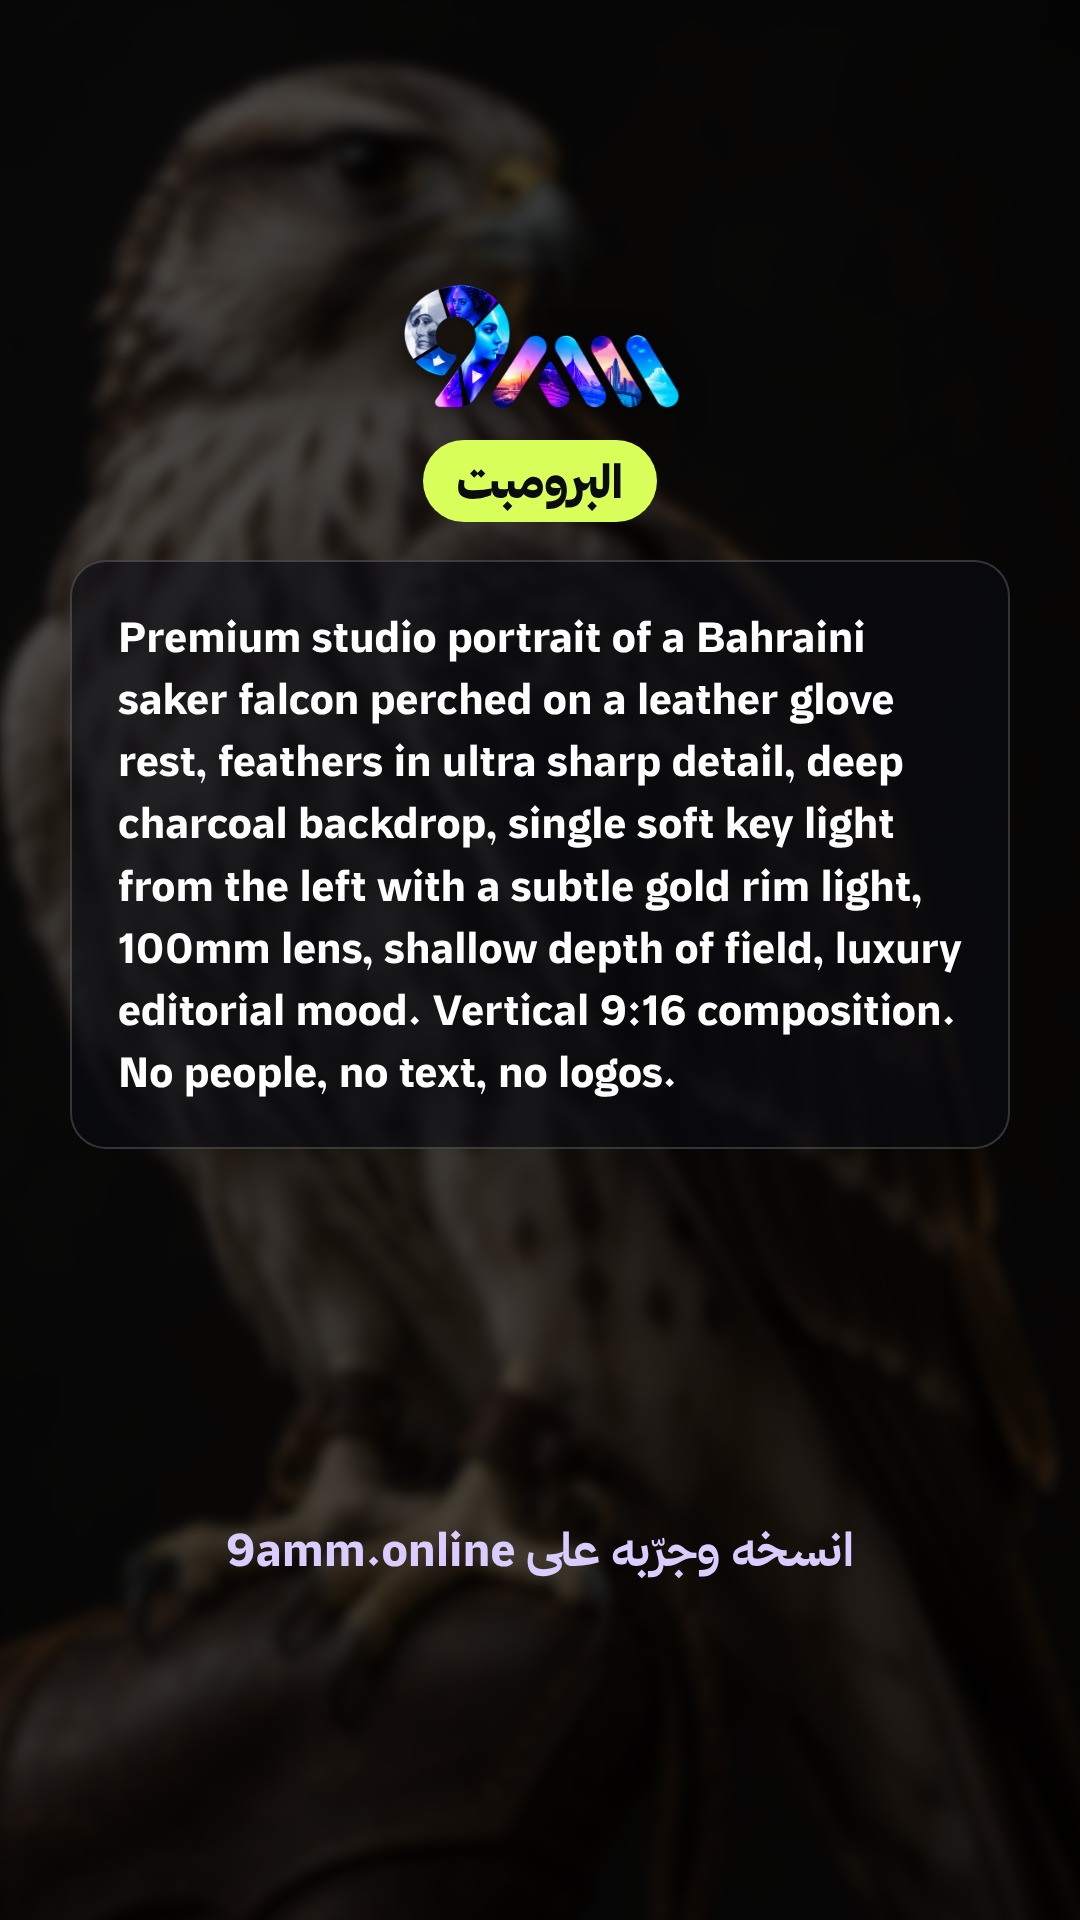 9amm
البرومبت
Premium studio portrait of a Bahraini
saker falcon perched on a leather glove
rest, feathers in ultra sharp detail, deep
charcoal backdrop, single soft key light
from the left with a subtle gold rim light,
100mm lens, shallow depth of field, luxury
editorial mood. Vertical 9:16 composition.
No people, no text, no logos.
انسخه وجرّبه على 9amm.online